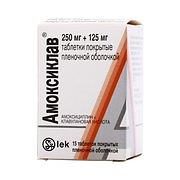 250 мг + 125 мг
таблетки покрытые
пленочной оболочкой
Амоксиклав®
АМОКСИЦИЛЛИН +
КЛАВУЛАНОВАЯ КИСЛОТА
lek
15 таблеток покрытых
пленочной оболочкой